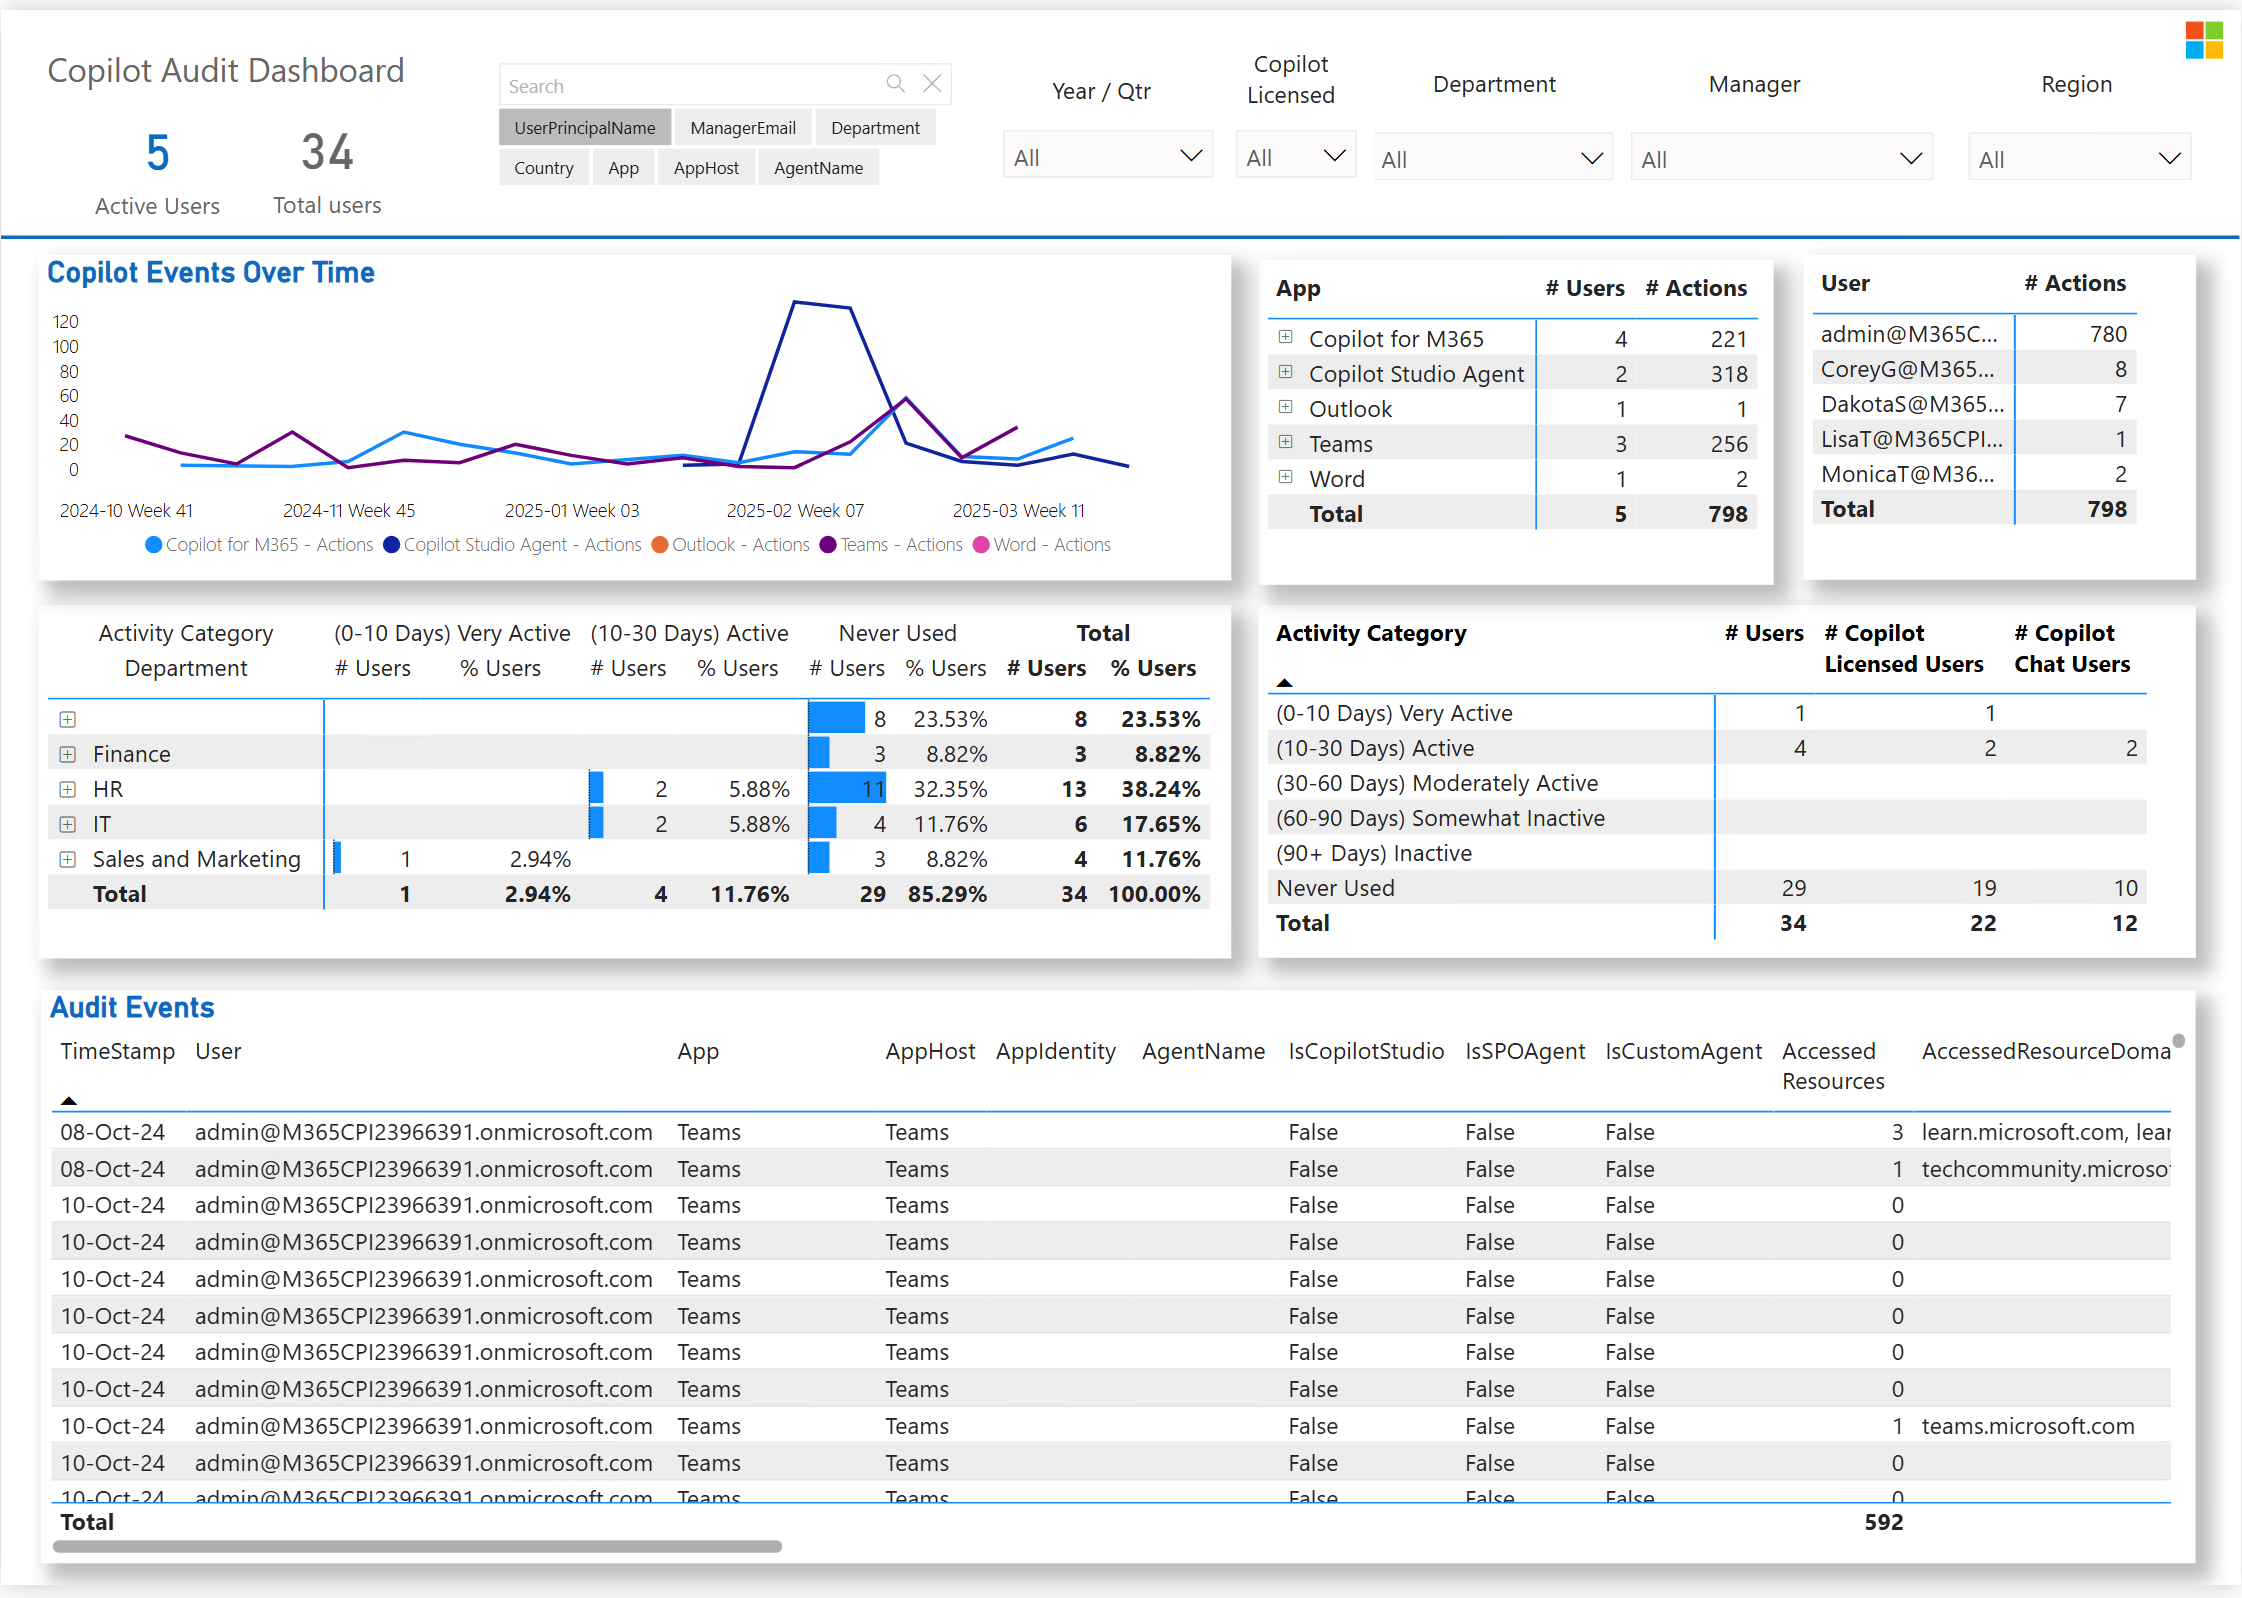 Copilot Audit Dashboard
5
Active Users
34
Total users
Search
UserPrincipalName ManagerEmail Department
Country App AppHost AgentName
Year / Qtr
All
Copilot
Licensed
All
Department
All
Manager
All
Region
All
Copilot Events Over Time
120
100
80
60
40
20
0
2024-10 Week 41 2024-11 Week 45 2025-01 Week 03 2025-02 Week 07 2025-03 Week 11
Copilot for M365 - Actions Copilot Studio Agent - Actions Outlook - Actions Teams - Actions Word - Actions
App # Users # Actions
Copilot for M365 4 221
Copilot Studio Agent 2 318
Outlook 1 1
Teams 3 256
Word 1 2
Total 5 798
User # Actions
admin@M365C... 780
CoreyG@M365... 8
DakotaS@M365... 7
LisaT@M365CPI... 1
MonicaT@M36... 2
Total 798
Activity Category (0-10 Days) Very Active (10-30 Days) Active Never Used Total
Department # Users % Users # Users % Users # Users % Users # Users % Users
8 23.53% 8 23.53%
Finance 3 8.82% 3 8.82%
HR 2 5.88% 11 32.35% 13 38.24%
IT 2 5.88% 4 11.76% 6 17.65%
Sales and Marketing 1 2.94% 3 8.82% 4 11.76%
Total 1 2.94% 4 11.76% 29 85.29% 34 100.00%
Activity Category # Users # Copilot Licensed Users # Copilot Chat Users
(0-10 Days) Very Active 1 1
(10-30 Days) Active 4 2 2
(30-60 Days) Moderately Active
(60-90 Days) Somewhat Inactive
(90+ Days) Inactive
Never Used 29 19 10
Total 34 22 12
Audit Events
TimeStamp User App AppHost AppIdentity AgentName IsCopilotStudio IsSPOAgent IsCustomAgent Accessed Resources AccessedResourceDoma
08-Oct-24 admin@M365CPI23966391.onmicrosoft.com Teams Teams False False False 3 learn.microsoft.com, lear
08-Oct-24 admin@M365CPI23966391.onmicrosoft.com Teams Teams False False False 1 techcommunity.microso
10-Oct-24 admin@M365CPI23966391.onmicrosoft.com Teams Teams False False False 0
10-Oct-24 admin@M365CPI23966391.onmicrosoft.com Teams Teams False False False 0
10-Oct-24 admin@M365CPI23966391.onmicrosoft.com Teams Teams False False False 0
10-Oct-24 admin@M365CPI23966391.onmicrosoft.com Teams Teams False False False 0
10-Oct-24 admin@M365CPI23966391.onmicrosoft.com Teams Teams False False False 0
10-Oct-24 admin@M365CPI23966391.onmicrosoft.com Teams Teams False False False 0
10-Oct-24 admin@M365CPI23966391.onmicrosoft.com Teams Teams False False False 1 teams.microsoft.com
10-Oct-24 admin@M365CPI23966391.onmicrosoft.com Teams Teams False False False 0
10-Oct-24 admin@M365CPI23966391.onmicrosoft.com Teams Teams False False False 0
Total 592